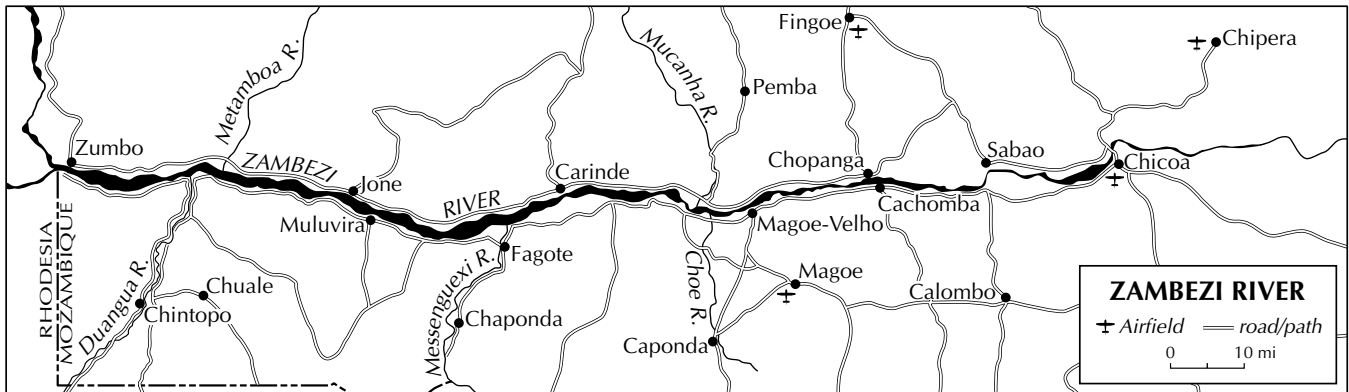 Fingoe
Chipera
Metamboa R.
Mucanha R.
Pemba
Zumbo
ZAMBEZI
RIVER
Jone
Carinde
Chopanga
Sabao
Chicoa
Muluvira
Cachomba
Magoe-Velho
Fagote
RHODESIA
MOZAMBIQUE
Duangua R.
Chuale
Chintopo
Messenguexi R.
Chaponda
Choe R.
Magoe
Calombo
Caponda
ZAMBEZI RIVER
Airfield
road/path
0 10 mi